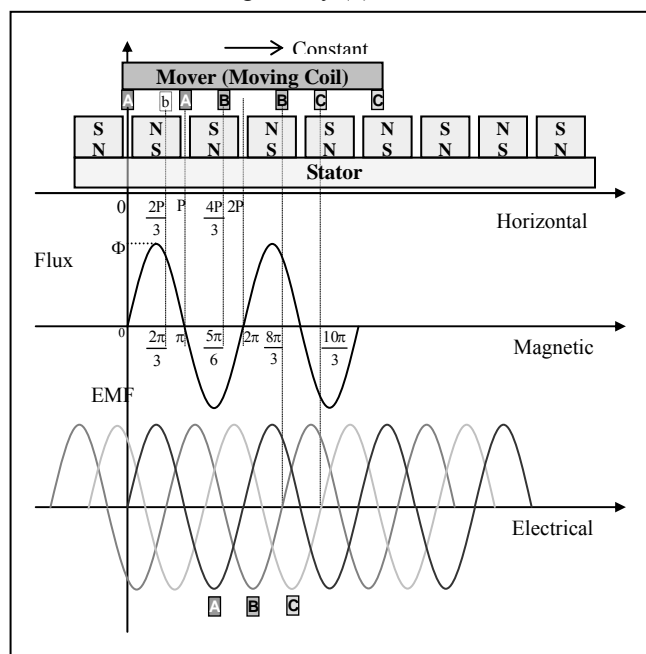 Constant
Mover (Moving Coil)
A b A B B C C
S N S N S N S N S
N S N S N S N S N
Stator
0 2P/3 P 4P/3 2P
Horizontal
Φ
Flux
0 2π/3 π 5π/6 2π 8π/3 10π/3
Magnetic
EMF
Electrical
A B C